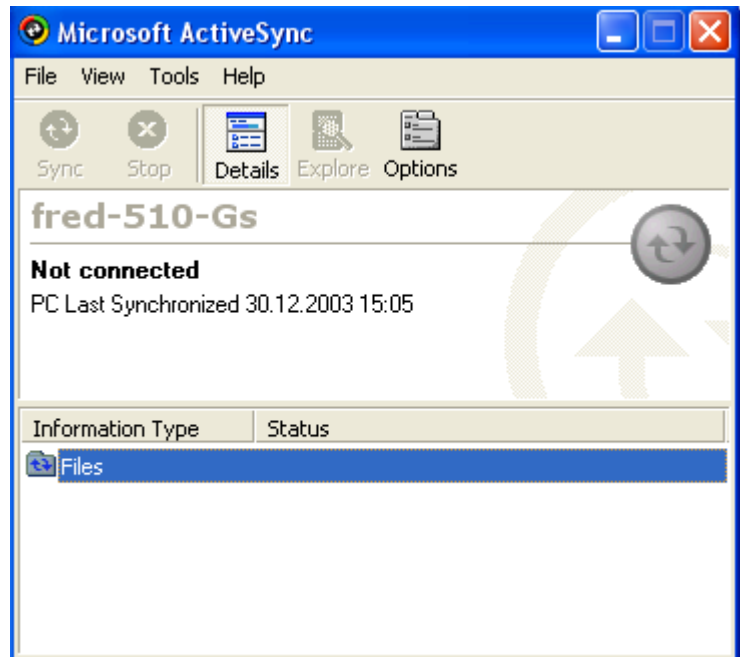 Microsoft ActiveSync
File View Tools Help
Sync Stop Details Explore Options
fred-510-Gs
Not connected
PC Last Synchronized 30.12.2003 15:05
Information Type Status
Files